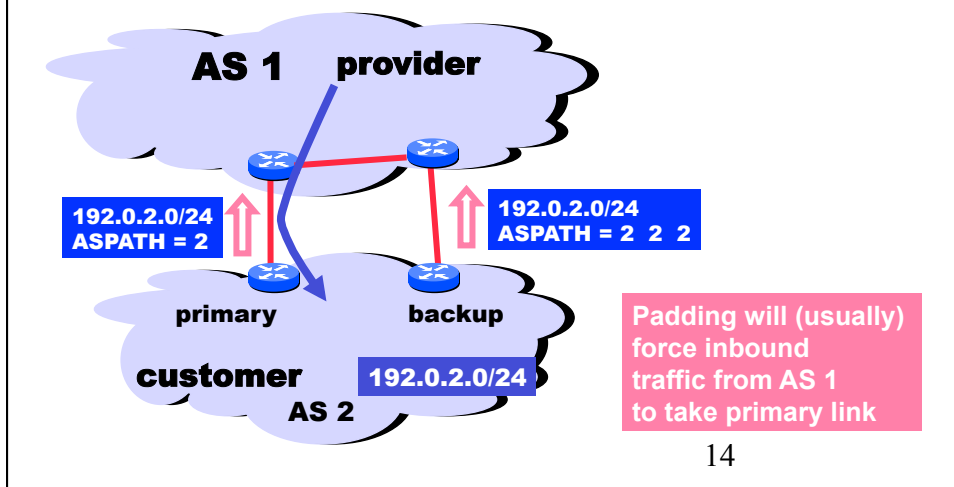 AS 1 provider
192.0.2.0/24
ASPATH = 2
192.0.2.0/24
ASPATH = 2 2 2
primary
backup
customer
192.0.2.0/24
AS 2
Padding will (usually)
force inbound
traffic from AS 1
to take primary link
14